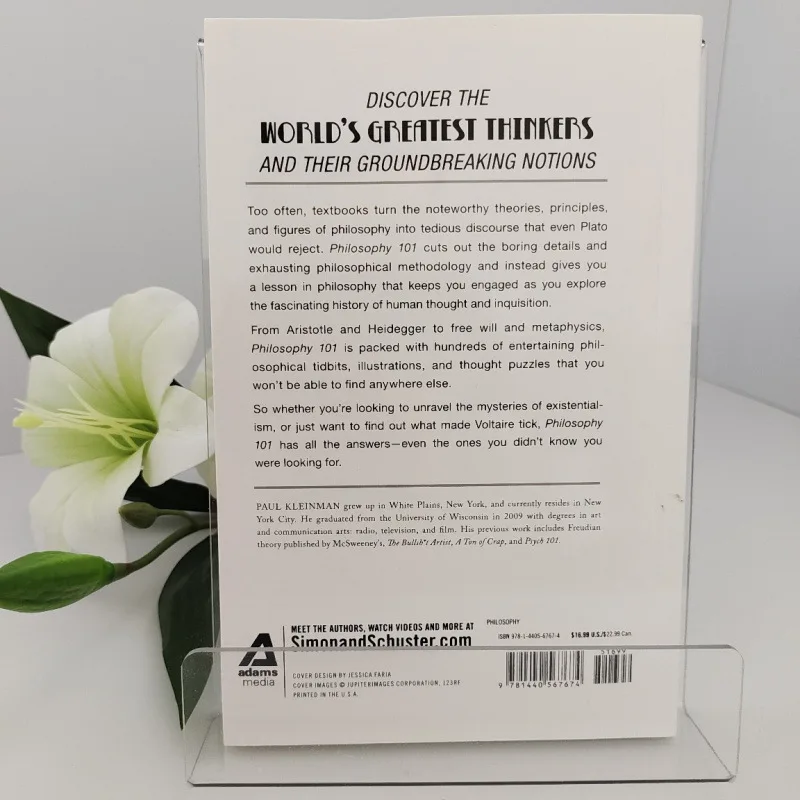 DISCOVER THE
WORLD'S GREATEST THINKERS
AND THEIR GROUNDBREAKING NOTIONS
Too often, textbooks turn the noteworthy theories, principles,
and figures of philosophy into tedious discourse that even Plato
would reject. Philosophy 101 cuts out the boring details and
exhausting philosophical methodology and instead gives you
a lesson in philosophy that keeps you engaged as you explore
the fascinating history of human thought and inquisition.
From Aristotle and Heidegger to free will and metaphysics,
Philosophy 101 is packed with hundreds of entertaining phil-
osophical tidbits, illustrations, and thought puzzles that you
won't be able to find anywhere else.
So whether you're looking to unravel the mysteries of existential-
ism, or just want to find out what made Voltaire tick, Philosophy
101 has all the answers—even the ones you didn't know you
were looking for.
PAUL KLEINMAN grew up in White Plains, New York, and currently resides in New
York City. He graduated from the University of Wisconsin in 2009 with degrees in art
and communication arts: radio, television, and film. His previous work includes Freudian
theory published by McSweeney's, The Bullsh*t Artist, A Ton of Crap, and Psych 101.
MEET THE AUTHORS, WATCH VIDEOS AND MORE AT
SimonandSchuster.com
adams
media
COVER DESIGN BY JESSICA FARIA
COVER IMAGES © JUPITERIMAGES CORPORATION, 123RF
PRINTED IN THE U.S.A.
PHILOSOPHY
ISBN 978-1-4405-6767-4 $16.99 U.S./$22.99 Can.
51699
9 781440 567674